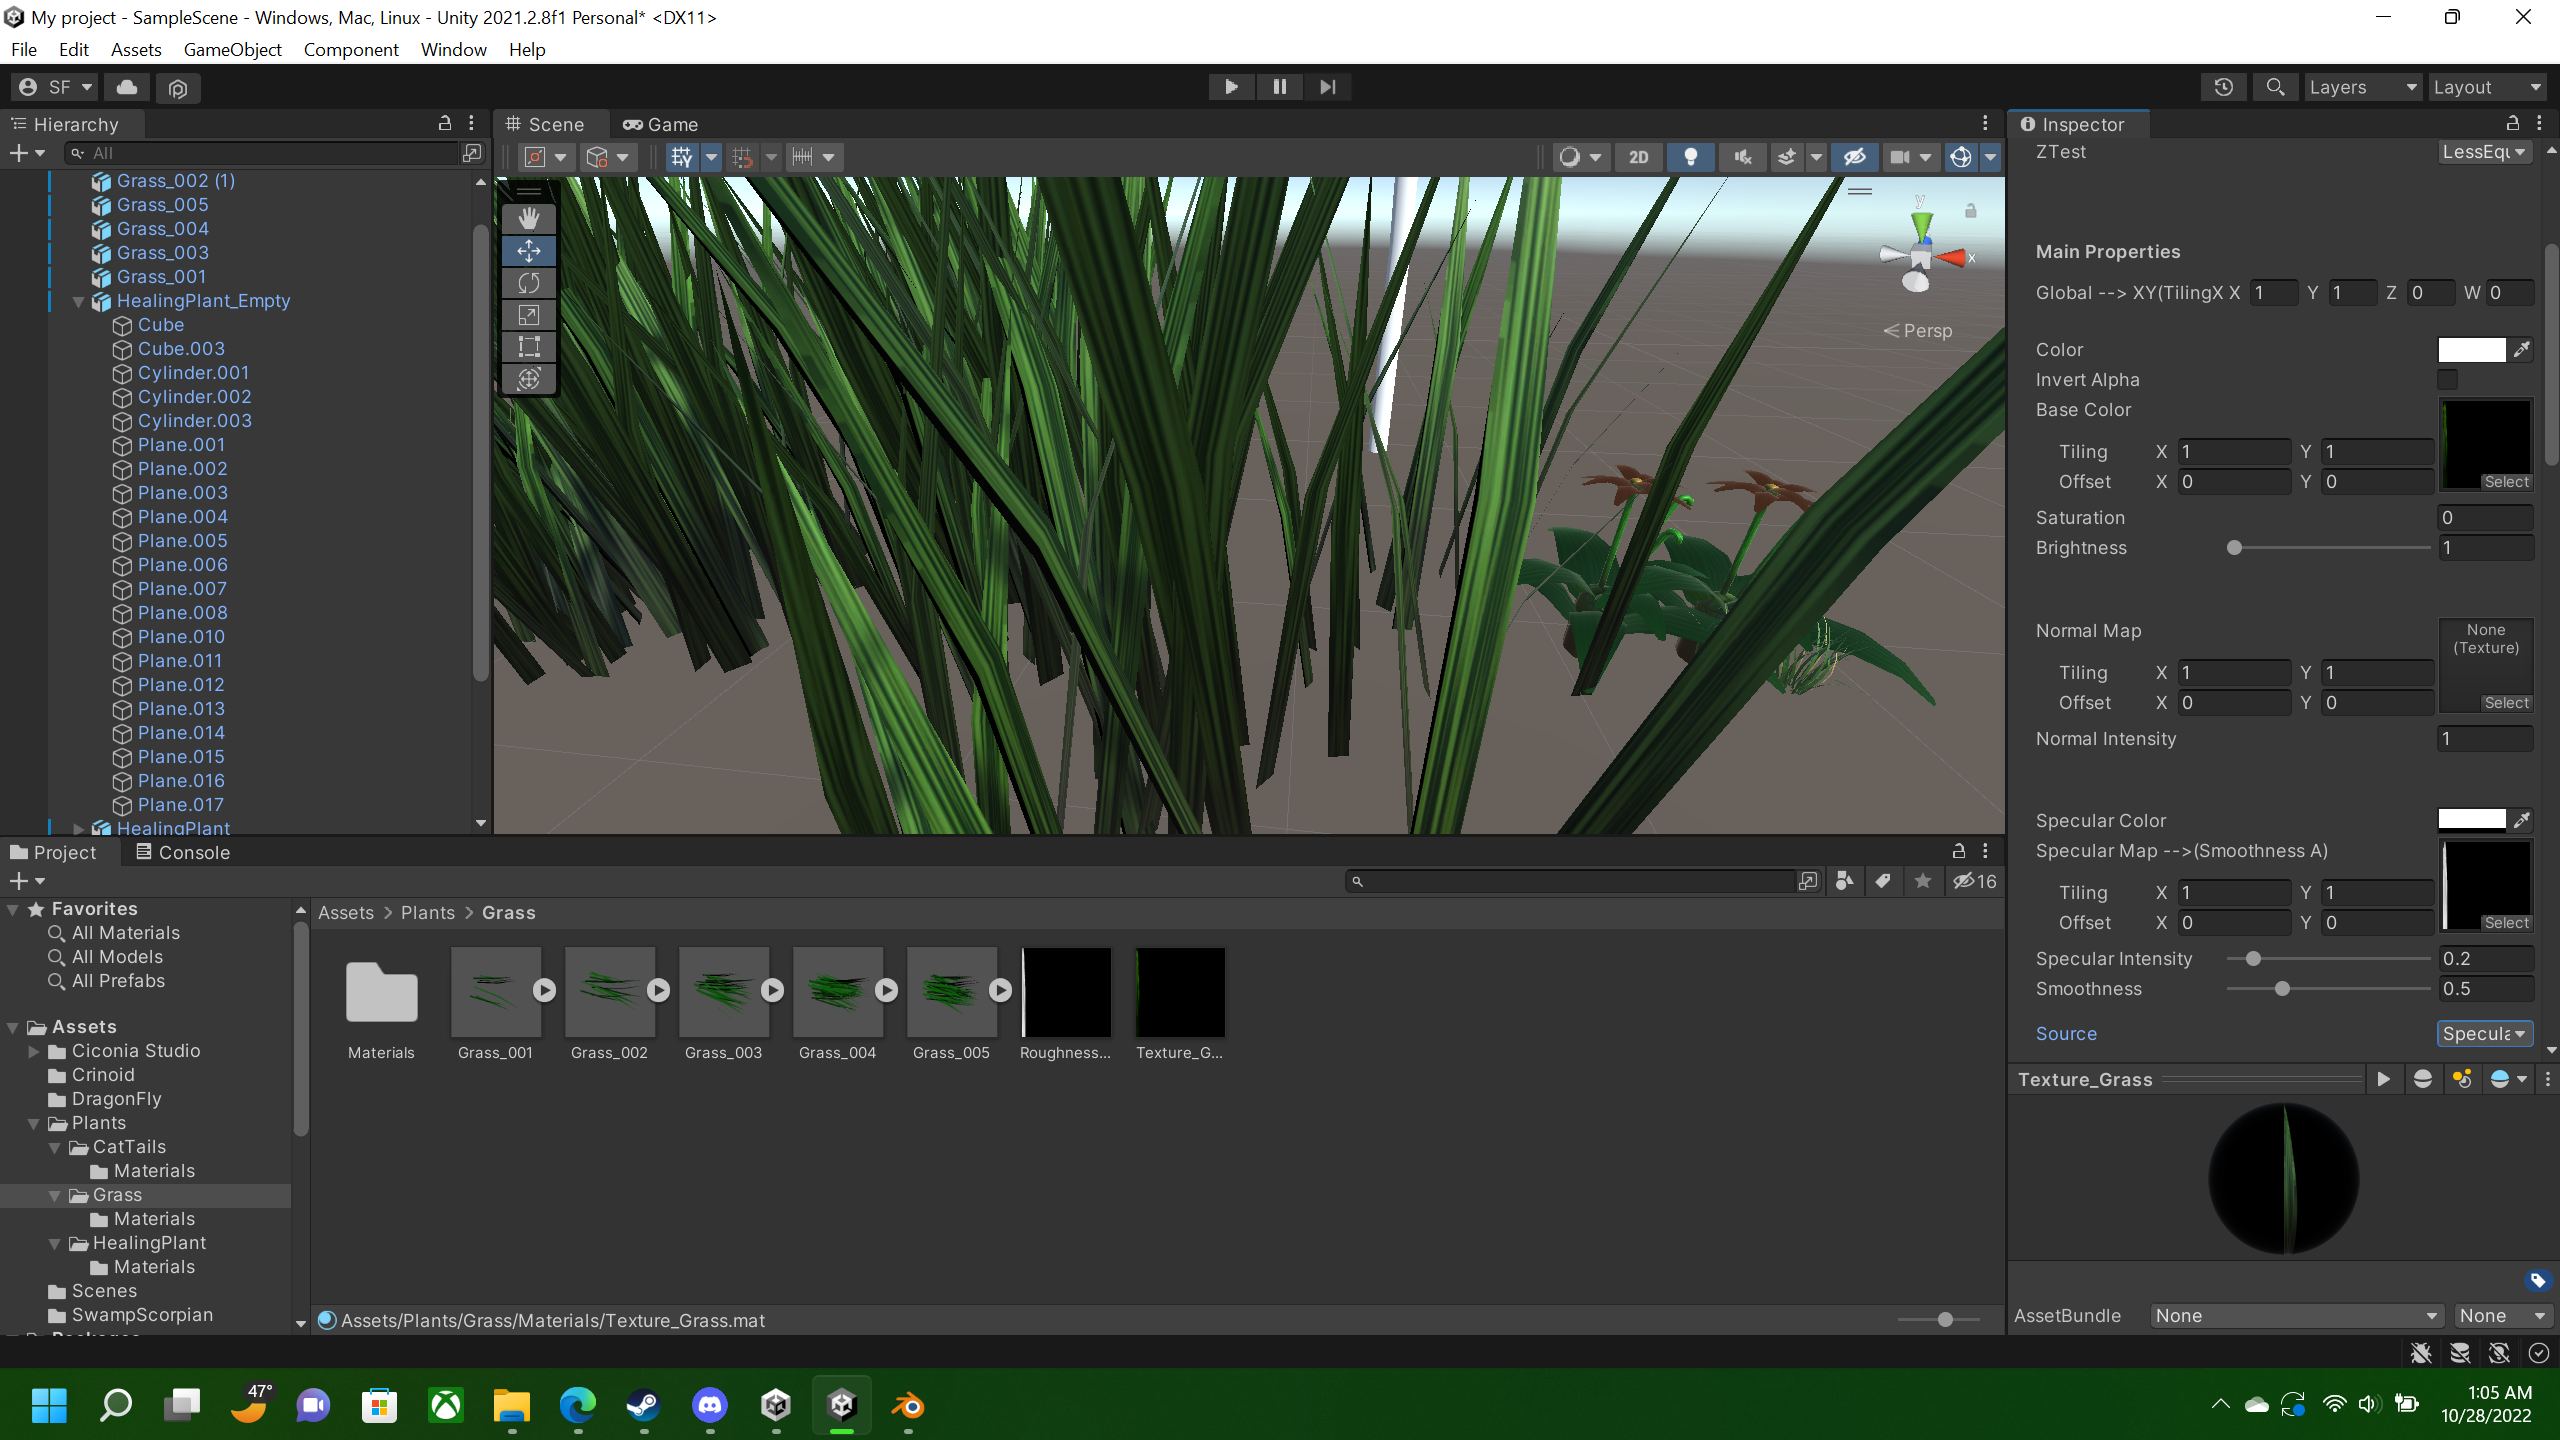 My project - SampleScene - Windows, Mac, Linux - Unity 2021.2.8f1 Personal* <DX11>
File Edit Assets GameObject Component Window Help
SF
Layers Layout
Hierarchy
Scene
Game
Inspector
All
2D
ZTest LessEqu
Grass_002 (1)
Grass_005
Grass_004
Grass_003
Grass_001
HealingPlant_Empty
Cube
Cube.003
Cylinder.001
Cylinder.002
Cylinder.003
Plane.001
Plane.002
Plane.003
Plane.004
Plane.005
Plane.006
Plane.007
Plane.008
Plane.010
Plane.011
Plane.012
Plane.013
Plane.014
Plane.015
Plane.016
Plane.017
HealingPlant
y
x
Persp
Main Properties
Global --> XY(TilingX X 1 Y 1 Z 0 W 0
Color
Invert Alpha
Base Color
Tiling X 1 Y 1
Offset X 0 Y 0 Select
Saturation 0
Brightness 1
Normal Map None (Texture)
Tiling X 1 Y 1
Offset X 0 Y 0 Select
Normal Intensity 1
Specular Color
Specular Map -->(Smoothness A)
Tiling X 1 Y 1
Offset X 0 Y 0 Select
Specular Intensity 0.2
Smoothness 0.5
Source Specula
Texture_Grass
AssetBundle None None
Project Console
16
Favorites
All Materials
All Models
All Prefabs
Assets
Ciconia Studio
Crinoid
DragonFly
Plants
CatTails
Materials
Grass
Materials
HealingPlant
Materials
Scenes
SwampScorpian
Packages
Assets > Plants > Grass
Materials Grass_001 Grass_002 Grass_003 Grass_004 Grass_005 Roughness... Texture_G...
Assets/Plants/Grass/Materials/Texture_Grass.mat
47°
1:05 AM
10/28/2022